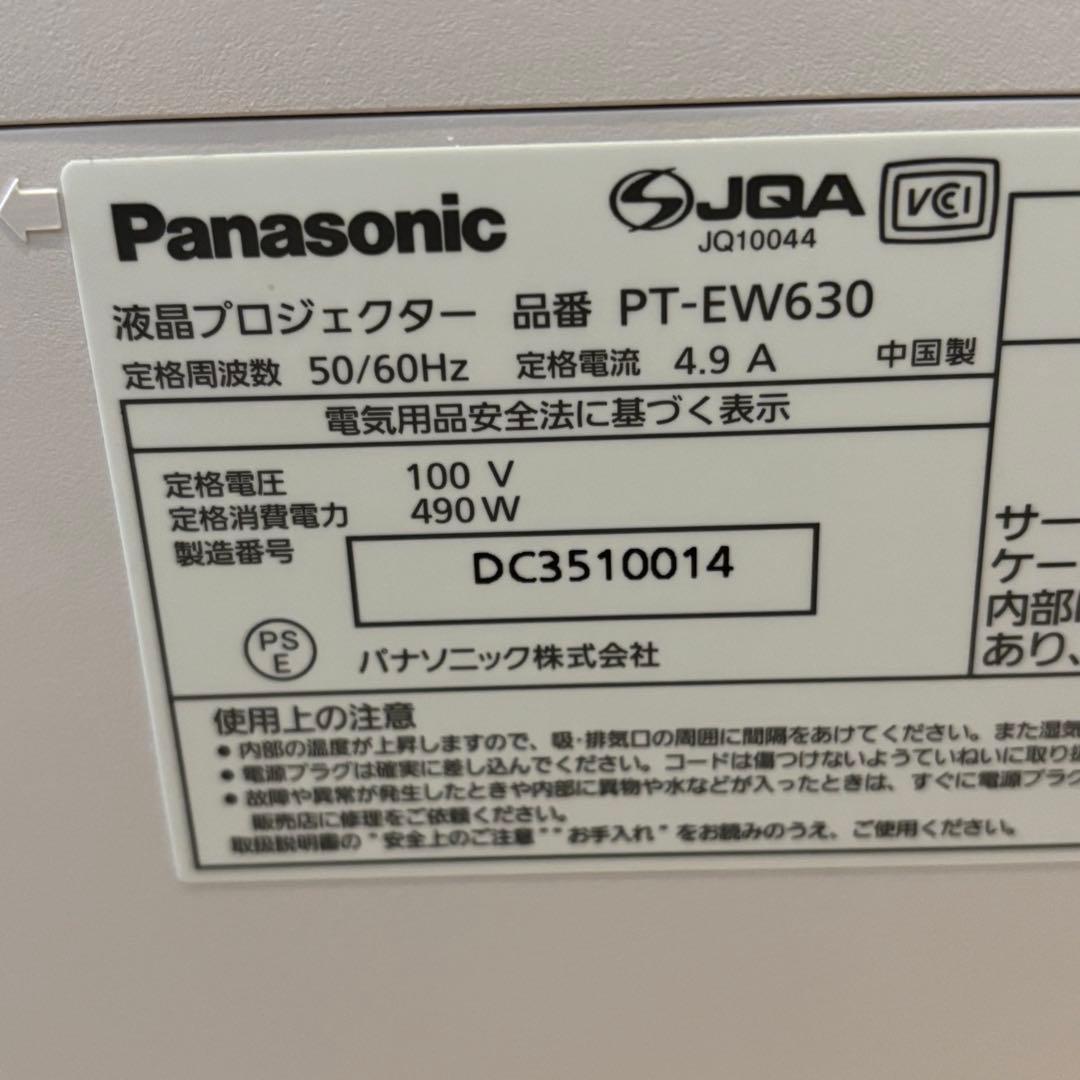 Panasonic
JQA
JQ10044
VCI
液晶プロジェクター 品番 PT-EW630
定格周波数 50/60Hz 定格電流 4.9 A 中国製
電気用品安全法に基づく表示
定格電圧 100 V
定格消費電力 490 W
製造番号 DC3510014
PS
E
パナソニック株式会社
サー
ケー
内部
あり、
使用上の注意
• 内部の温度が上昇しますので、吸・排気口の周囲に間隔をあけてください。また湿気
• 電源プラグは確実に差し込んでください。コードは傷つけないようていねいに取り扱
• 故障や異常が発生したときや内部に異物や水などが入ったときは、すぐに電源プラグ
販売店に修理をご依頼ください。
取扱説明書の"安全上のご注意""お手入れ"をお読みのうえ、ご使用ください。